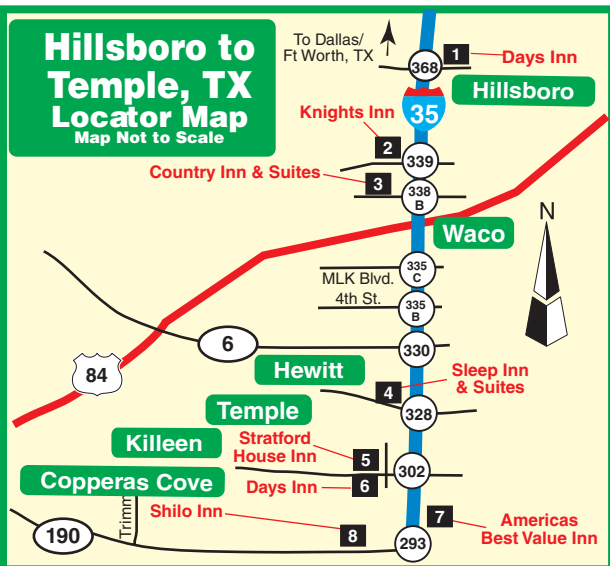 Hillsboro to
Temple, TX
Locator Map
Map Not to Scale
To Dallas/
Ft Worth, TX
1
Days Inn
368
Hillsboro
35
Knights Inn
2
339
Country Inn & Suites
3
338
B
N
Waco
335
C
MLK Blvd.
4th St.
335
B
6
330
84
Hewitt
Sleep Inn
& Suites
4
328
Temple
Killeen
Stratford
House Inn
5
302
Copperas Cove
Days Inn
6
Trimm
Shilo Inn
7
Americas
Best Value Inn
190
8
293